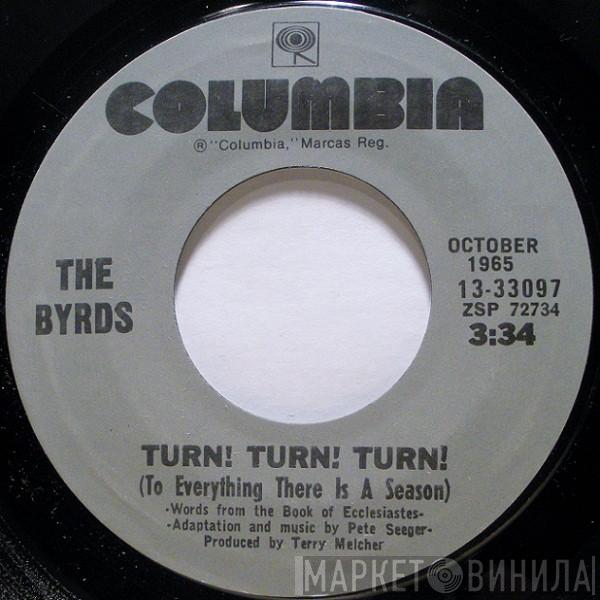 COLUMBIA
® "Columbia," Marcas Reg.
THE
BYRDS
OCTOBER
1965
13-33097
ZSP 72734
3:34
TURN! TURN! TURN!
(To Everything There Is A Season)
-Words from the Book of Ecclesiastes-
-Adaptation and music by Pete Seeger-
Produced by Terry Melcher
МАРКЕТ ВИНИЛА